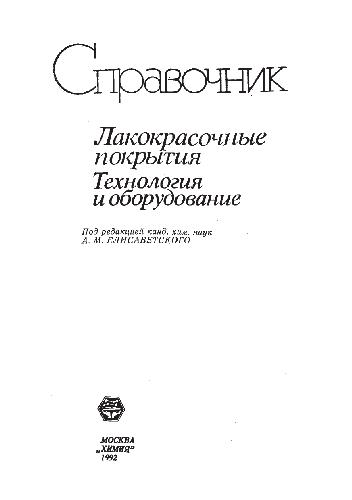 Справочник
Лакокрасочные
покрытия
Технология
и оборудование
Под редакцией канд. хим. наук
А. М. ЕЛИСАВЕТСКОГО
МОСКВА
„ХИМИЯ"
1992